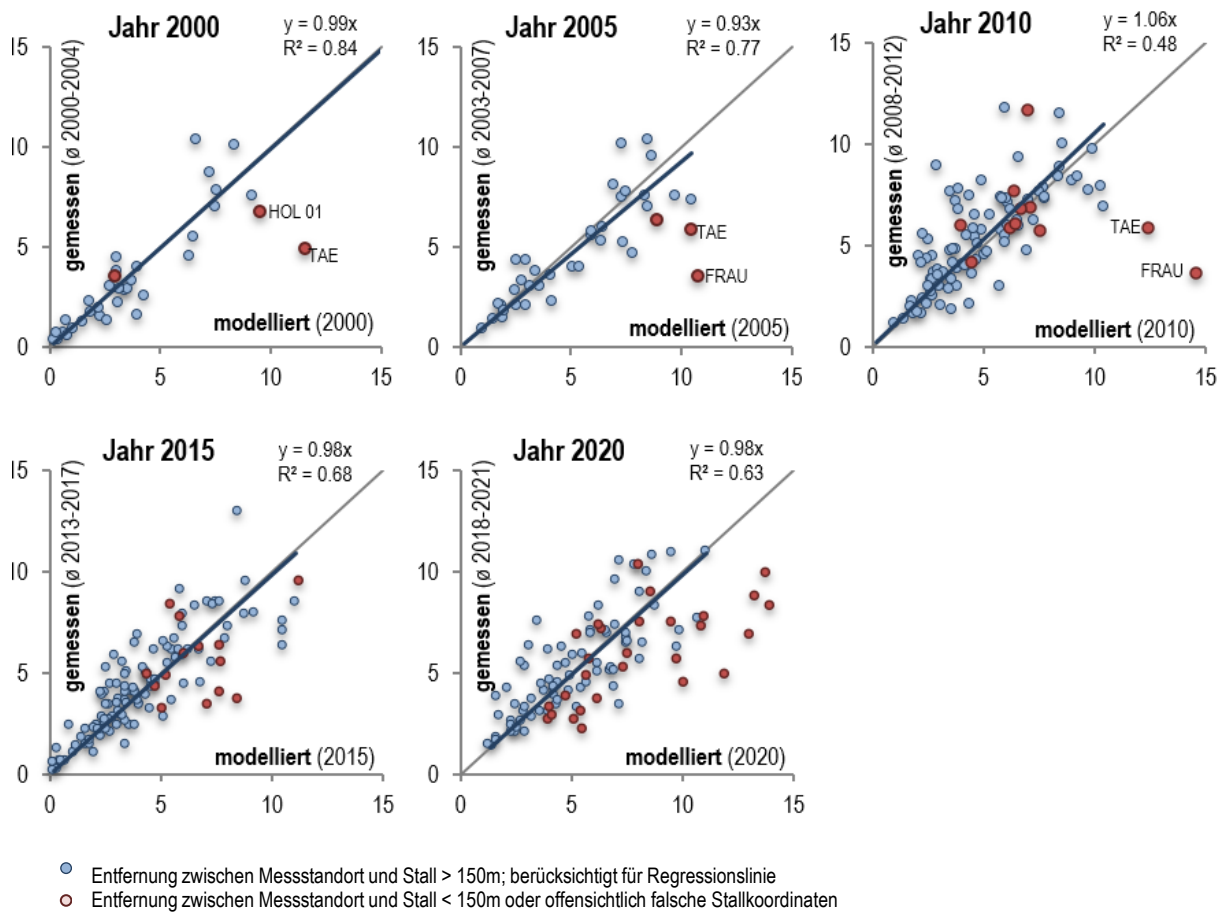 Jahr 2000
y = 0.99x
R² = 0.84
gemessen (ø 2000-2004)
15
10
5
0
HOL 01
TAE
modelliert (2000)
0 5 10 15
Jahr 2005
y = 0.93x
R² = 0.77
gemessen (ø 2003-2007)
15
10
5
0
TAE
FRAU
modelliert (2005)
0 5 10 15
Jahr 2010
y = 1.06x
R² = 0.48
gemessen (ø 2008-2012)
15
10
5
0
TAE
FRAU
modelliert (2010)
0 5 10 15
Jahr 2015
y = 0.98x
R² = 0.68
gemessen (ø 2013-2017)
15
10
5
0
modelliert (2015)
0 5 10 15
Jahr 2020
y = 0.98x
R² = 0.63
gemessen (ø 2018-2021)
15
10
5
0
modelliert (2020)
0 5 10 15
Entfernung zwischen Messstandort und Stall > 150m; berücksichtigt für Regressionslinie
Entfernung zwischen Messstandort und Stall < 150m oder offensichtlich falsche Stallkoordinaten